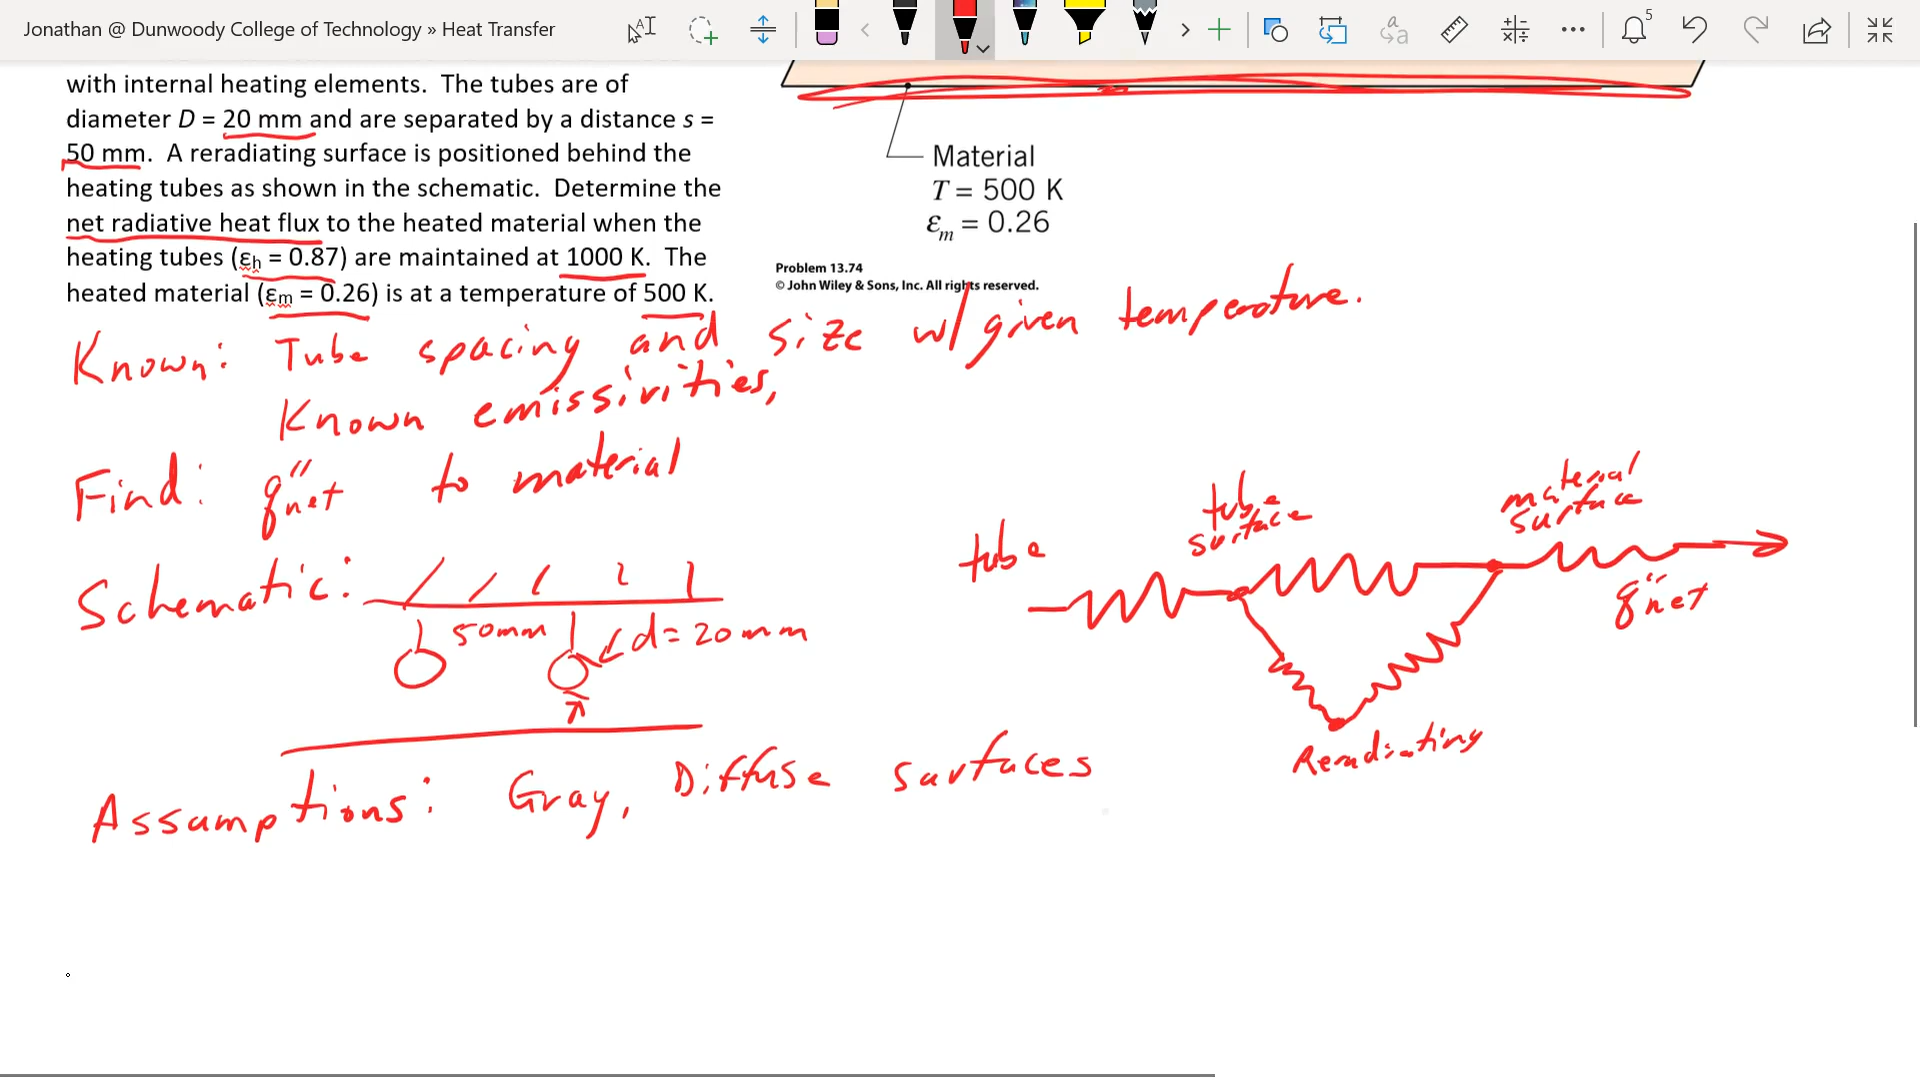 Jonathan @ Dunwoody College of Technology » Heat Transfer
5
with internal heating elements. The tubes are of
diameter D = 20 mm and are separated by a distance s =
50 mm. A reradiating surface is positioned behind the
heating tubes as shown in the schematic. Determine the
net radiative heat flux to the heated material when the
heating tubes (εh = 0.87) are maintained at 1000 K. The
heated material (εm = 0.26) is at a temperature of 500 K.
Material
T = 500 K
εm = 0.26
Problem 13.74
© John Wiley & Sons, Inc. All rights reserved.
Known: Tube spacing and size w/ given temperature.
Known emissivities,
Find: q"net to material
Schematic:
50mm
d= 20mm
tube
tube
surface
material
surface
q"net
Reradiating
Assumptions: Gray, Diffuse surfaces